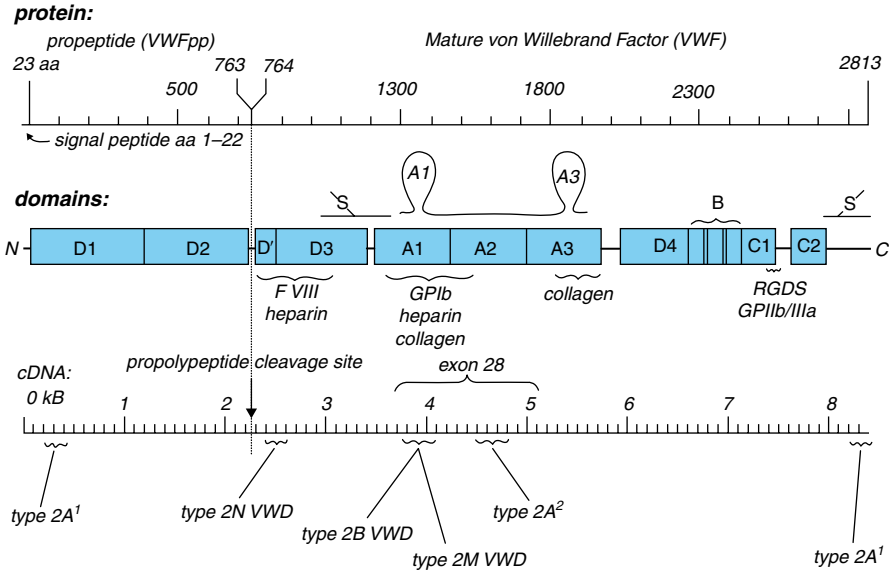 protein:
propeptide (VWFpp)
Mature von Willebrand Factor (VWF)
23 aa
500
763
764
1300
1800
2300
2813
signal peptide aa 1–22
domains:
S
A1
A3
B
S
N
D1
D2
D'
D3
A1
A2
A3
D4
C1
C2
C
F VIII
heparin
GPIb
heparin
collagen
collagen
RGDS
GPIIb/IIIa
propolypeptide cleavage site
exon 28
cDNA:
0 kB
1
2
3
4
5
6
7
8
type 2A¹
type 2N VWD
type 2B VWD
type 2M VWD
type 2A²
type 2A¹